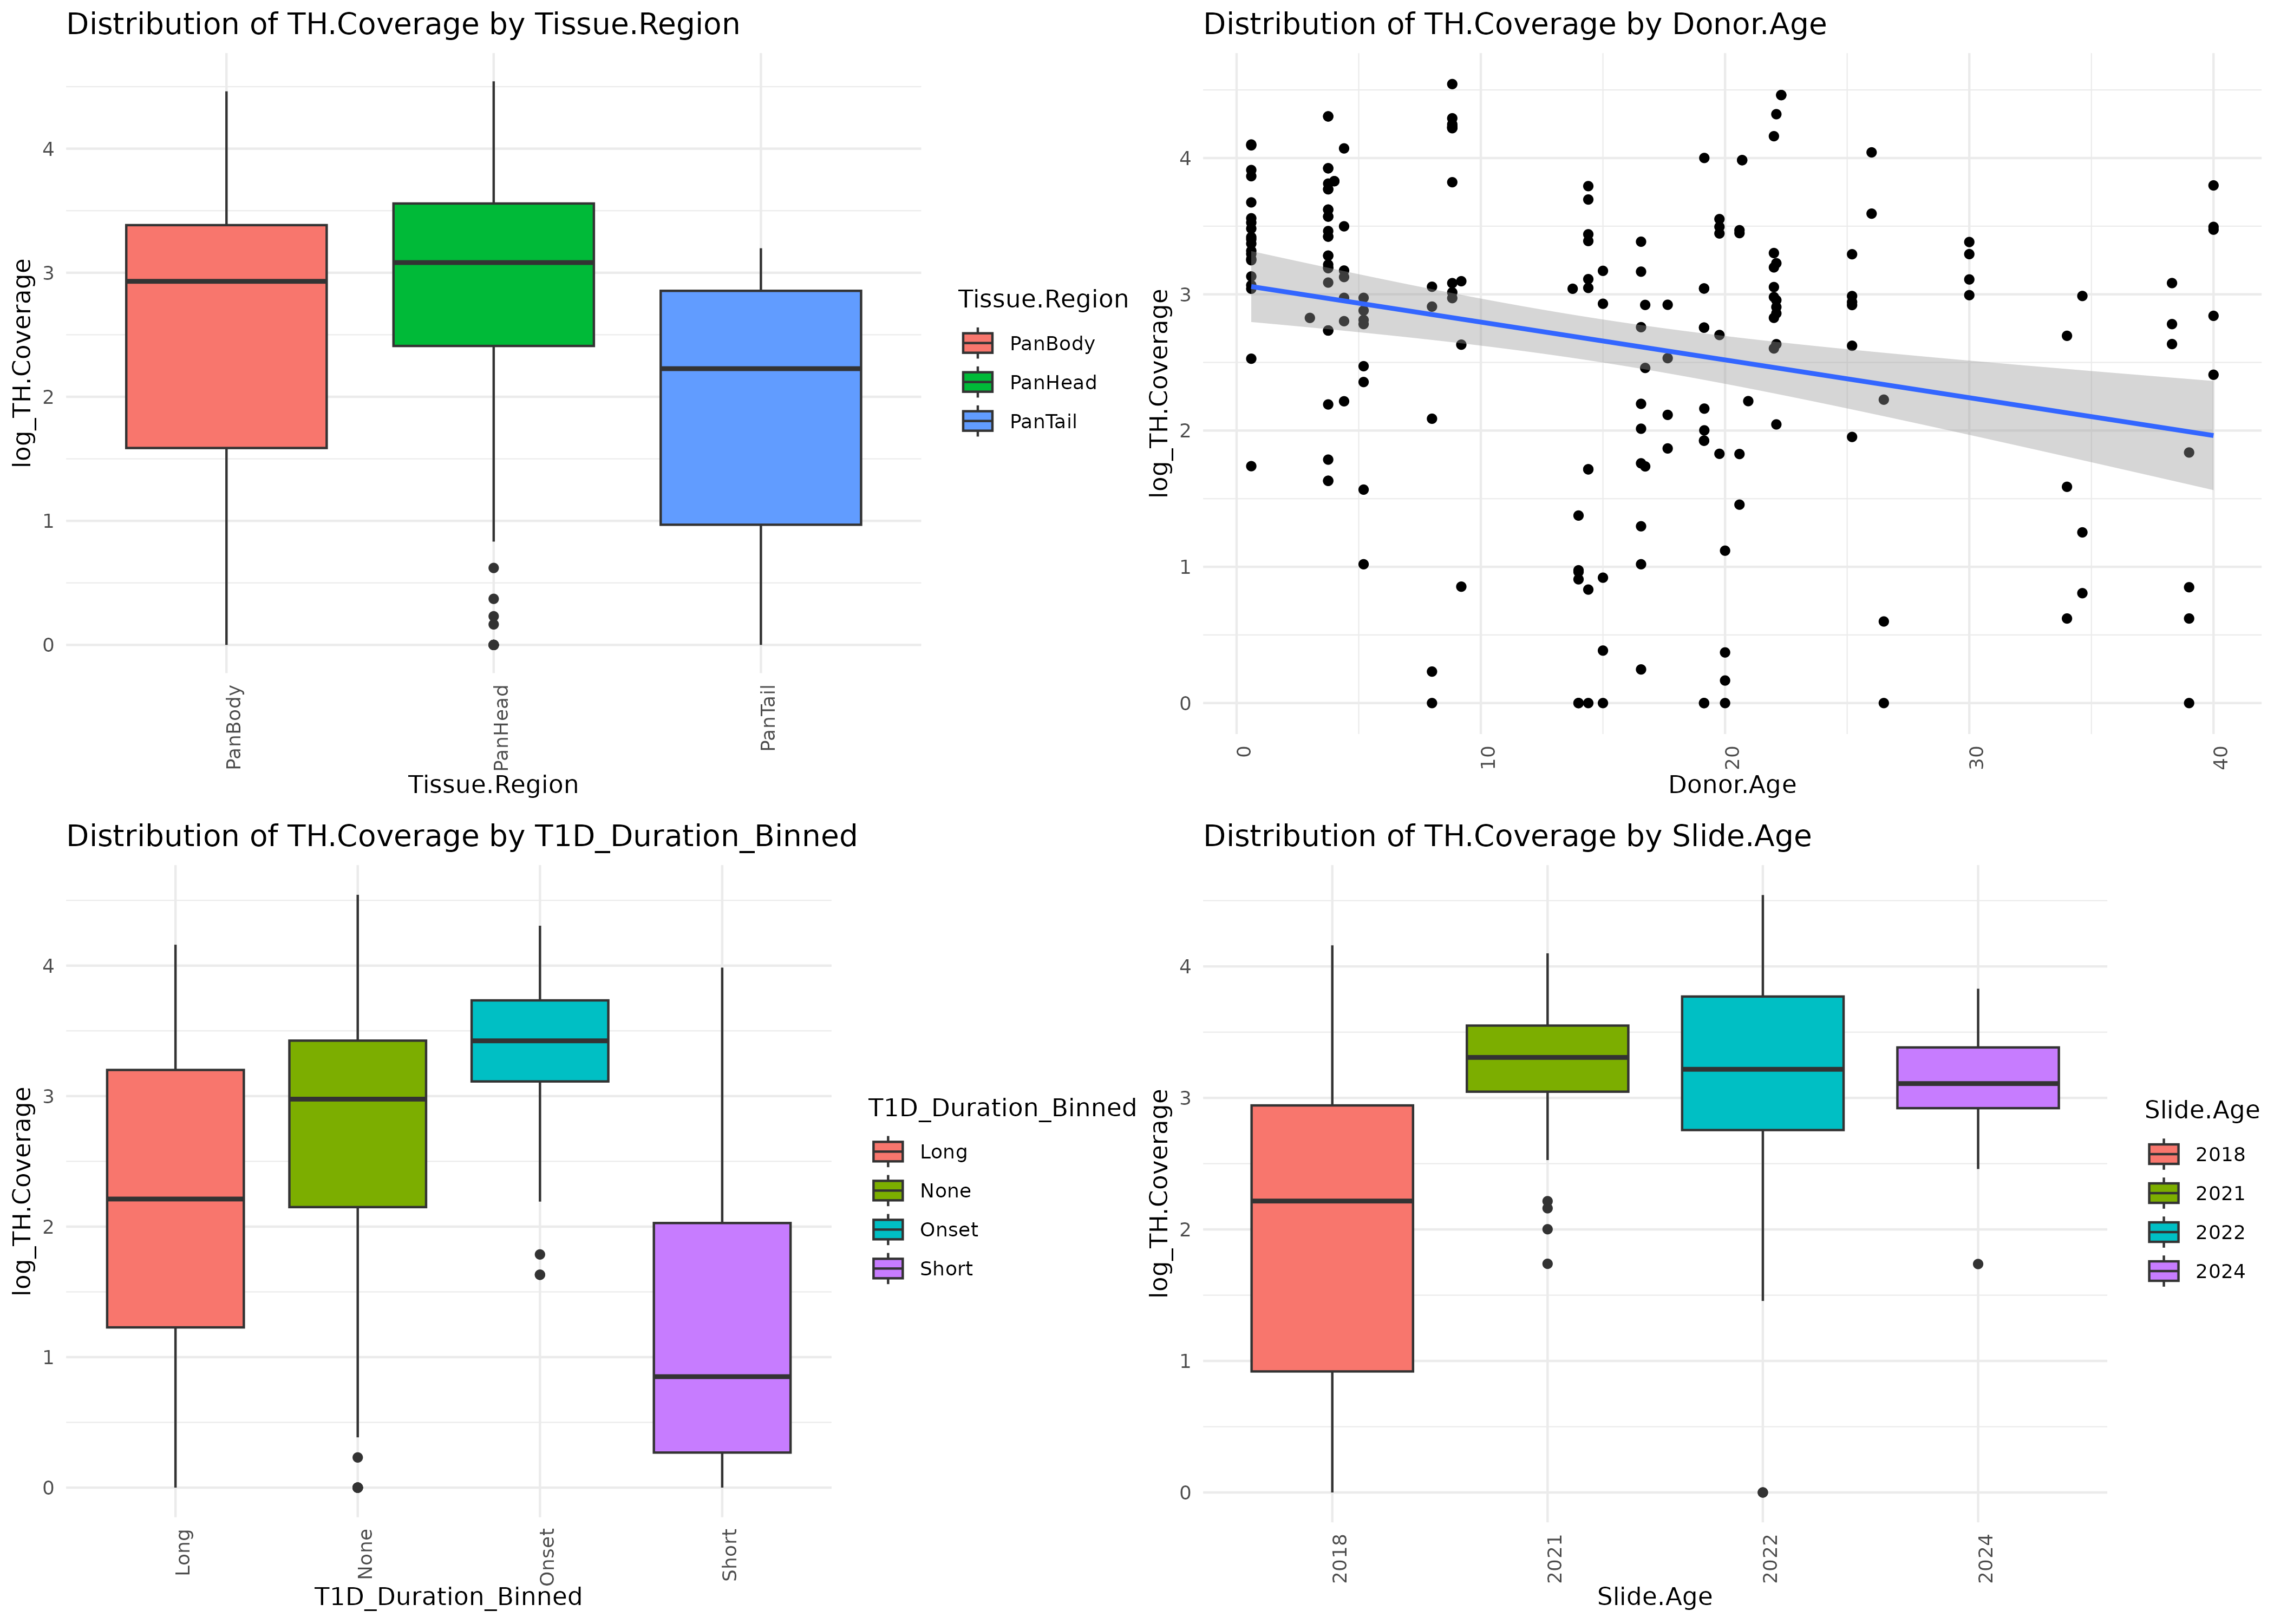 Distribution of TH.Coverage by Tissue.Region
log_TH.Coverage
4
3
2
1
0
PanBody
PanHead
PanTail
Tissue.Region
Tissue.Region
PanBody
PanHead
PanTail
Distribution of TH.Coverage by Donor.Age
log_TH.Coverage
4
3
2
1
0
0
10
20
30
40
Donor.Age
Distribution of TH.Coverage by T1D_Duration_Binned
log_TH.Coverage
4
3
2
1
0
Long
None
Onset
Short
T1D_Duration_Binned
T1D_Duration_Binned
Long
None
Onset
Short
Distribution of TH.Coverage by Slide.Age
log_TH.Coverage
4
3
2
1
0
2018
2021
2022
2024
Slide.Age
Slide.Age
2018
2021
2022
2024